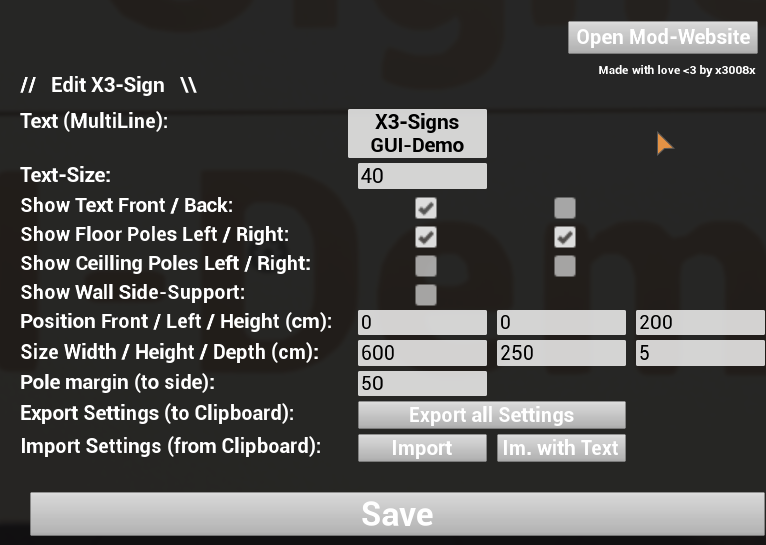 Open Mod-Website
Made with love <3 by x3008x
// Edit X3-Sign \\
Text (MultiLine):
X3-Signs
GUI-Demo
Text-Size: 40
Show Text Front / Back:
Show Floor Poles Left / Right:
Show Ceilling Poles Left / Right:
Show Wall Side-Support:
Position Front / Left / Height (cm): 0 0 200
Size Width / Height / Depth (cm): 600 250 5
Pole margin (to side): 50
Export Settings (to Clipboard): Export all Settings
Import Settings (from Clipboard): Import Im. with Text
Save